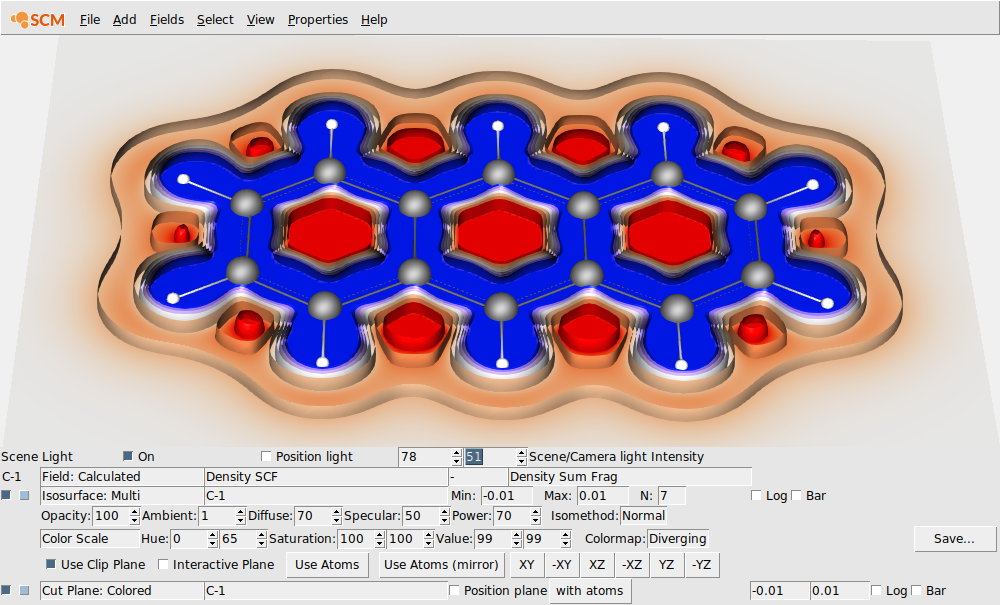 SCM File Add Fields Select View Properties Help
Scene Light On Position light 78 51 Scene/Camera light Intensity
C-1 Field: Calculated Density SCF - Density Sum Frag
Isosurface: Multi C-1 Min: -0.01 Max: 0.01 N: 7 Log Bar
Opacity: 100 Ambient: 1 Diffuse: 70 Specular: 50 Power: 70 Isomethod: Normal
Color Scale Hue: 0 65 Saturation: 100 100 Value: 99 99 Colormap: Diverging
Save...
Use Clip Plane Interactive Plane Use Atoms Use Atoms (mirror) XY -XY XZ -XZ YZ -YZ
Cut Plane: Colored C-1 Position plane with atoms -0.01 0.01 Log Bar